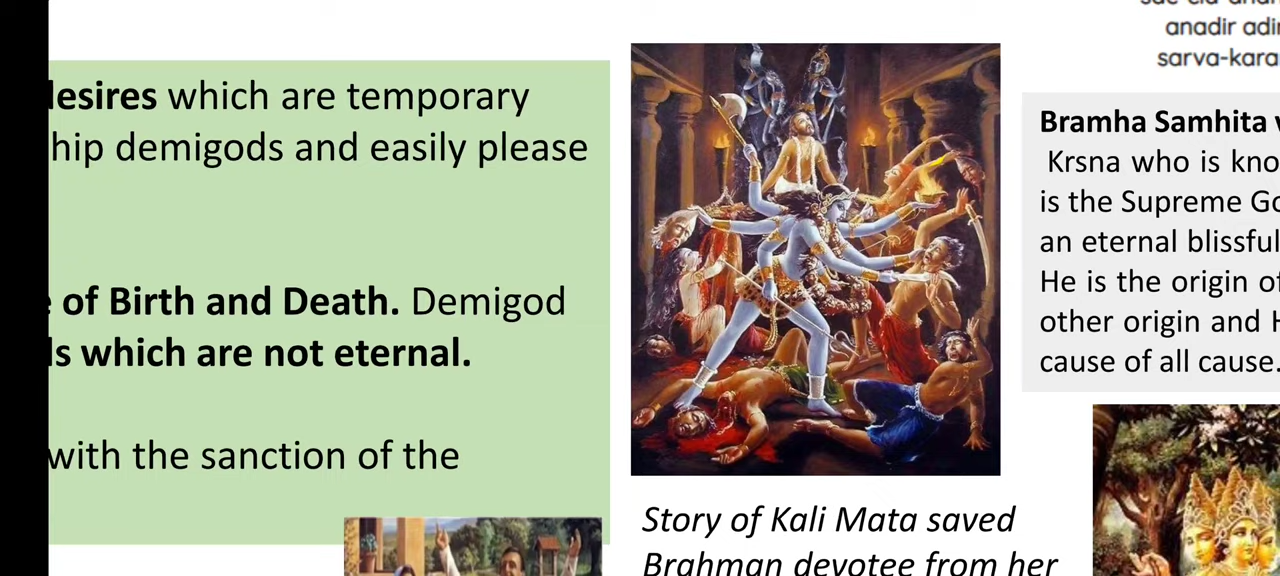 desires which are temporary
hip demigods and easily please
of Birth and Death. Demigod
ls which are not eternal.
with the sanction of the
Story of Kali Mata saved
Brahman devotee from her
anadir adi
sarva-kara
Bramha Samhita
Krsna who is kno
is the Supreme Go
an eternal blissful
He is the origin of
other origin and H
cause of all cause.